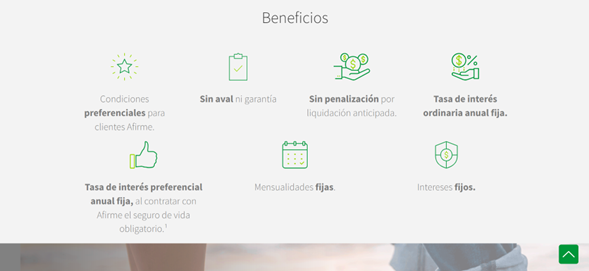 Beneficios
Condiciones
preferenciales para
clientes Afirme.
Sin aval ni garantía
Sin penalización por
liquidación anticipada.
Tasa de interés
ordinaria anual fija.
Tasa de interés preferencial
anual fija, al contratar con
Afirme el seguro de vida
obligatorio.¹
Mensualidades fijas.
Intereses fijos.